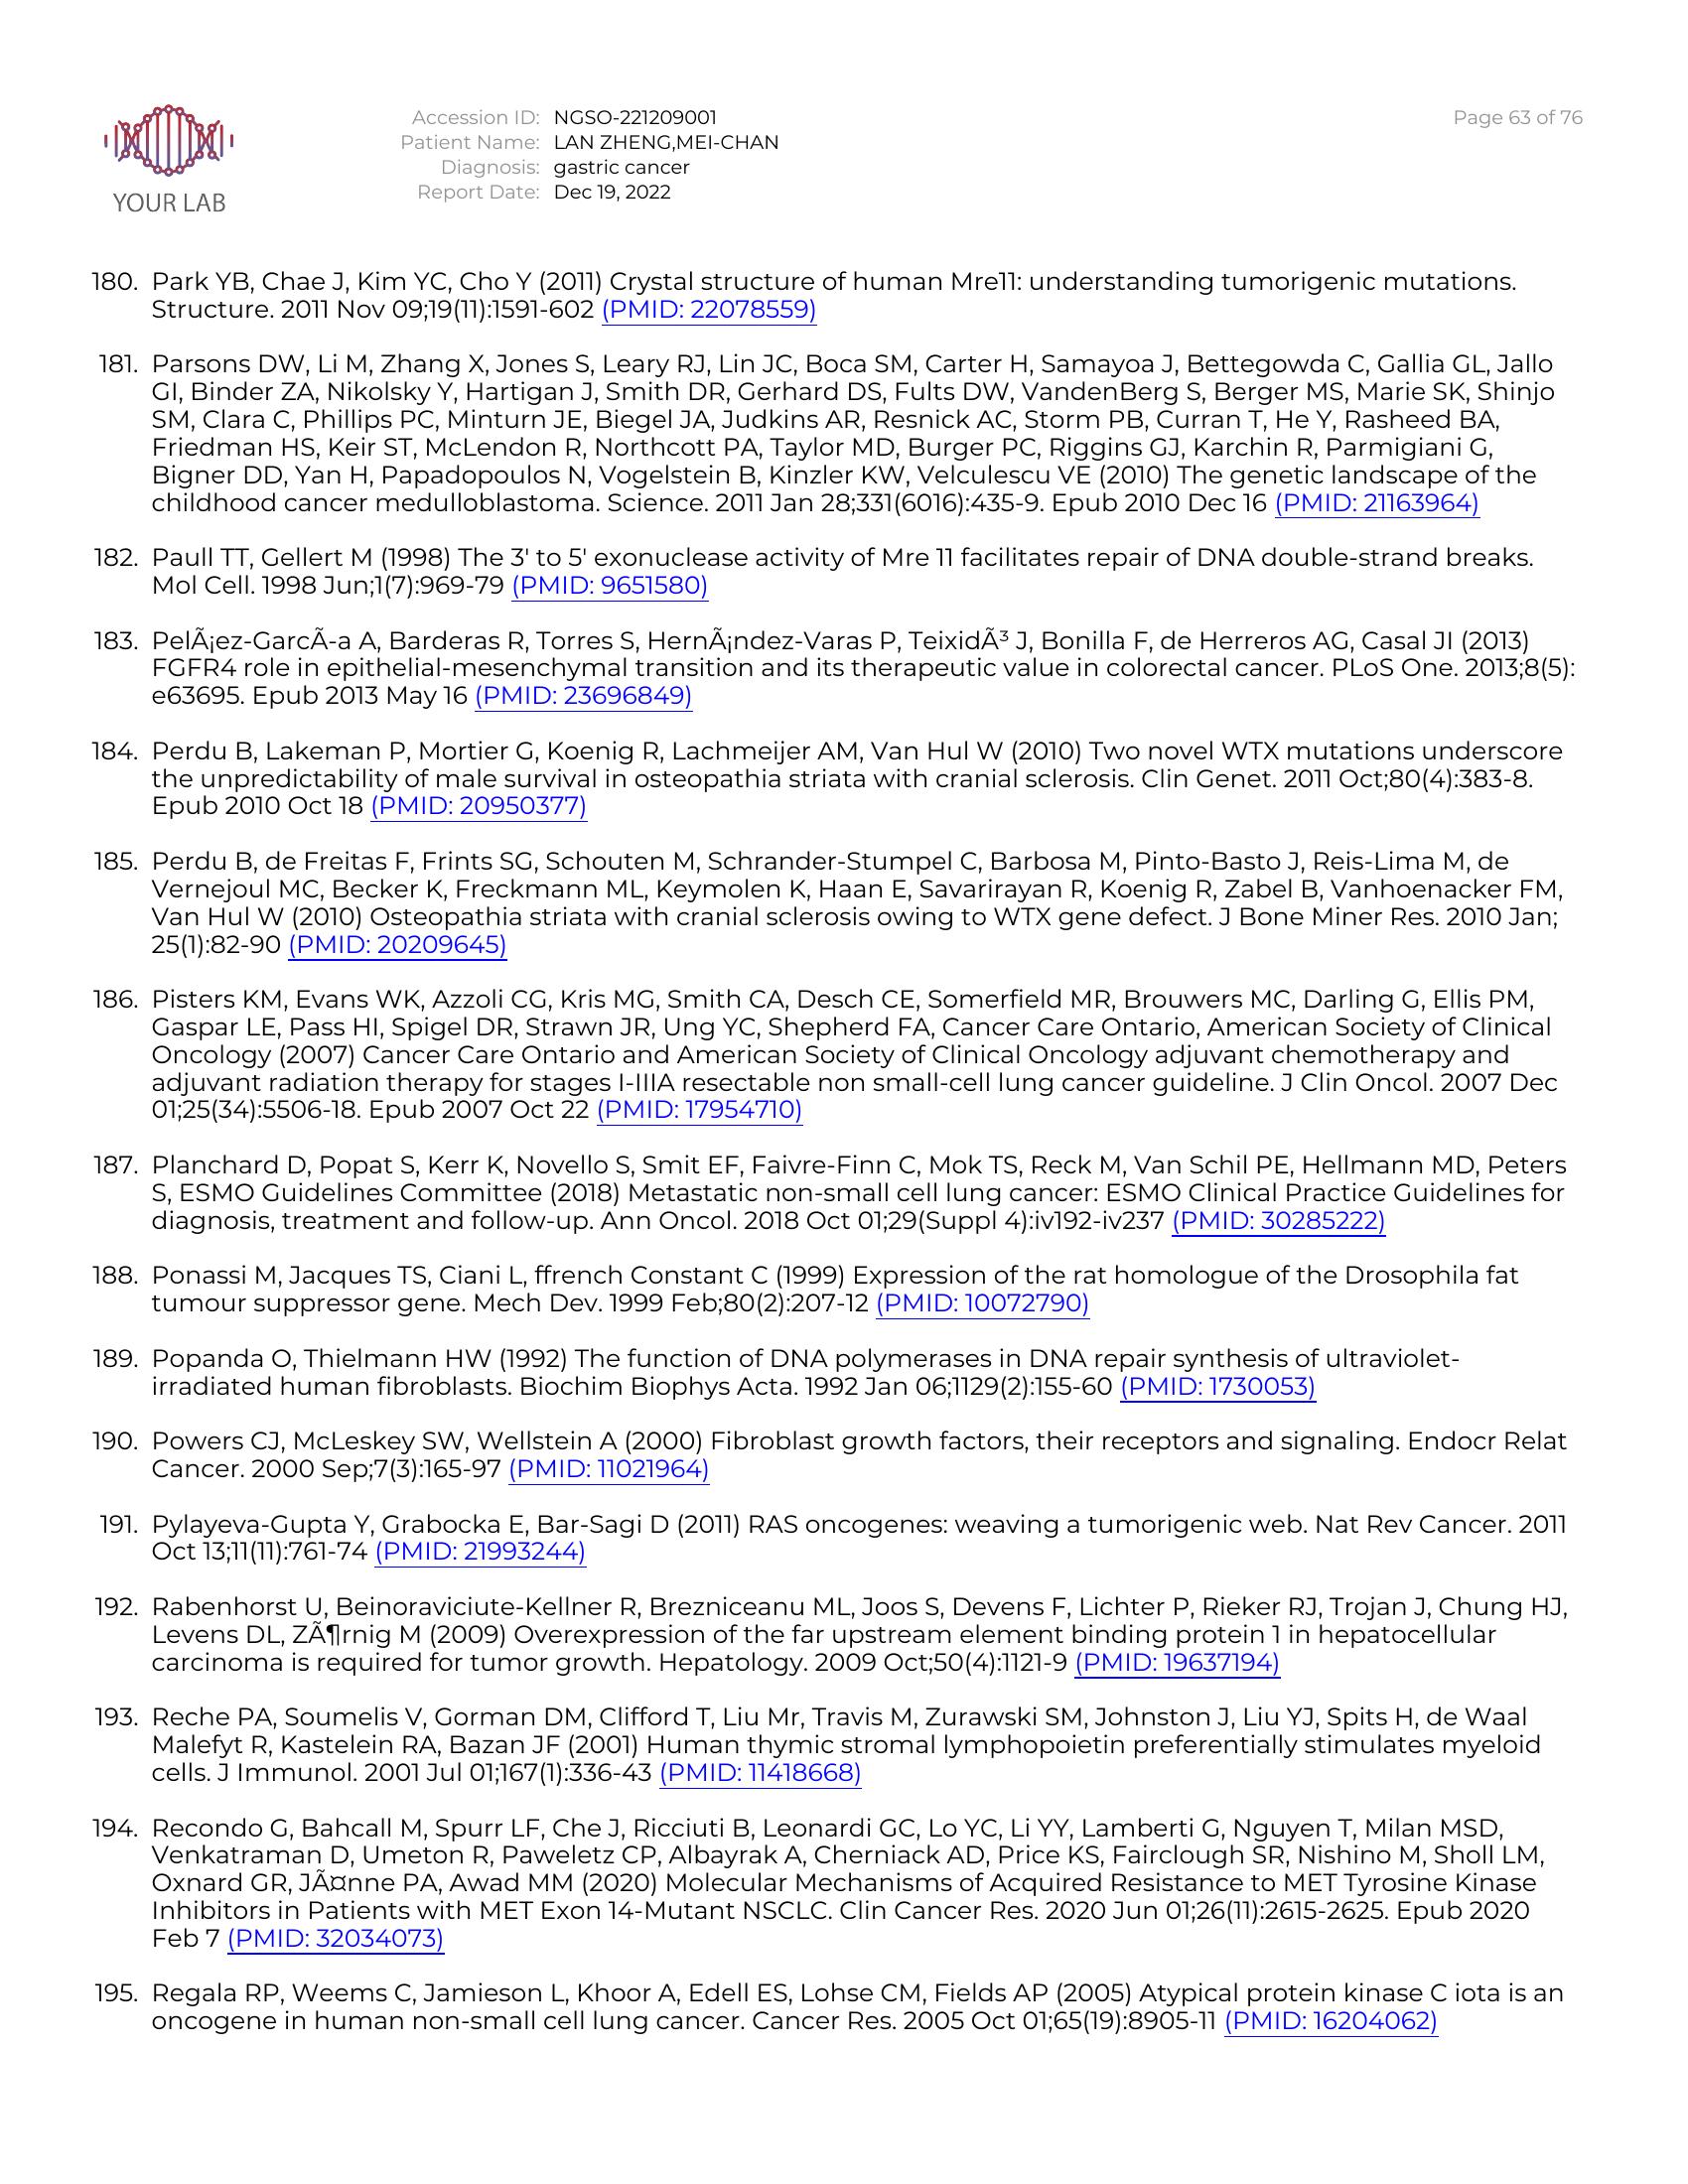 YOUR LAB
Accession ID: NGSO-221209001
Patient Name: LAN ZHENG,MEI-CHAN
Diagnosis: gastric cancer
Report Date: Dec 19, 2022
Page 63 of 76
180. Park YB, Chae J, Kim YC, Cho Y (2011) Crystal structure of human Mre11: understanding tumorigenic mutations.
Structure. 2011 Nov 09;19(11):1591-602 (PMID: 22078559)
181. Parsons DW, Li M, Zhang X, Jones S, Leary RJ, Lin JC, Boca SM, Carter H, Samayoa J, Bettegowda C, Gallia GL, Jallo
GI, Binder ZA, Nikolsky Y, Hartigan J, Smith DR, Gerhard DS, Fults DW, VandenBerg S, Berger MS, Marie SK, Shinjo
SM, Clara C, Phillips PC, Minturn JE, Biegel JA, Judkins AR, Resnick AC, Storm PB, Curran T, He Y, Rasheed BA,
Friedman HS, Keir ST, McLendon R, Northcott PA, Taylor MD, Burger PC, Riggins GJ, Karchin R, Parmigiani G,
Bigner DD, Yan H, Papadopoulos N, Vogelstein B, Kinzler KW, Velculescu VE (2010) The genetic landscape of the
childhood cancer medulloblastoma. Science. 2011 Jan 28;331(6016):435-9. Epub 2010 Dec 16 (PMID: 21163964)
182. Paull TT, Gellert M (1998) The 3' to 5' exonuclease activity of Mre 11 facilitates repair of DNA double-strand breaks.
Mol Cell. 1998 Jun;1(7):969-79 (PMID: 9651580)
183. PelÃ¡ez-GarcÃ-a A, Barderas R, Torres S, HernÃ¡ndez-Varas P, TeixidÃ³ J, Bonilla F, de Herreros AG, Casal JI (2013)
FGFR4 role in epithelial-mesenchymal transition and its therapeutic value in colorectal cancer. PLoS One. 2013;8(5):
e63695. Epub 2013 May 16 (PMID: 23696849)
184. Perdu B, Lakeman P, Mortier G, Koenig R, Lachmeijer AM, Van Hul W (2010) Two novel WTX mutations underscore
the unpredictability of male survival in osteopathia striata with cranial sclerosis. Clin Genet. 2011 Oct;80(4):383-8.
Epub 2010 Oct 18 (PMID: 20950377)
185. Perdu B, de Freitas F, Frints SG, Schouten M, Schrander-Stumpel C, Barbosa M, Pinto-Basto J, Reis-Lima M, de
Vernejoul MC, Becker K, Freckmann ML, Keymolen K, Haan E, Savarirayan R, Koenig R, Zabel B, Vanhoenacker FM,
Van Hul W (2010) Osteopathia striata with cranial sclerosis owing to WTX gene defect. J Bone Miner Res. 2010 Jan;
25(1):82-90 (PMID: 20209645)
186. Pisters KM, Evans WK, Azzoli CG, Kris MG, Smith CA, Desch CE, Somerfield MR, Brouwers MC, Darling G, Ellis PM,
Gaspar LE, Pass HI, Spigel DR, Strawn JR, Ung YC, Shepherd FA, Cancer Care Ontario, American Society of Clinical
Oncology (2007) Cancer Care Ontario and American Society of Clinical Oncology adjuvant chemotherapy and
adjuvant radiation therapy for stages I-IIIA resectable non small-cell lung cancer guideline. J Clin Oncol. 2007 Dec
01;25(34):5506-18. Epub 2007 Oct 22 (PMID: 17954710)
187. Planchard D, Popat S, Kerr K, Novello S, Smit EF, Faivre-Finn C, Mok TS, Reck M, Van Schil PE, Hellmann MD, Peters
S, ESMO Guidelines Committee (2018) Metastatic non-small cell lung cancer: ESMO Clinical Practice Guidelines for
diagnosis, treatment and follow-up. Ann Oncol. 2018 Oct 01;29(Suppl 4):iv192-iv237 (PMID: 30285222)
188. Ponassi M, Jacques TS, Ciani L, ffrench Constant C (1999) Expression of the rat homologue of the Drosophila fat
tumour suppressor gene. Mech Dev. 1999 Feb;80(2):207-12 (PMID: 10072790)
189. Popanda O, Thielmann HW (1992) The function of DNA polymerases in DNA repair synthesis of ultraviolet-
irradiated human fibroblasts. Biochim Biophys Acta. 1992 Jan 06;1129(2):155-60 (PMID: 1730053)
190. Powers CJ, McLeskey SW, Wellstein A (2000) Fibroblast growth factors, their receptors and signaling. Endocr Relat
Cancer. 2000 Sep;7(3):165-97 (PMID: 11021964)
191. Pylayeva-Gupta Y, Grabocka E, Bar-Sagi D (2011) RAS oncogenes: weaving a tumorigenic web. Nat Rev Cancer. 2011
Oct 13;11(11):761-74 (PMID: 21993244)
192. Rabenhorst U, Beinoraviciute-Kellner R, Brezniceanu ML, Joos S, Devens F, Lichter P, Rieker RJ, Trojan J, Chung HJ,
Levens DL, ZÃ¶rnig M (2009) Overexpression of the far upstream element binding protein 1 in hepatocellular
carcinoma is required for tumor growth. Hepatology. 2009 Oct;50(4):1121-9 (PMID: 19637194)
193. Reche PA, Soumelis V, Gorman DM, Clifford T, Liu Mr, Travis M, Zurawski SM, Johnston J, Liu YJ, Spits H, de Waal
Malefyt R, Kastelein RA, Bazan JF (2001) Human thymic stromal lymphopoietin preferentially stimulates myeloid
cells. J Immunol. 2001 Jul 01;167(1):336-43 (PMID: 11418668)
194. Recondo G, Bahcall M, Spurr LF, Che J, Ricciuti B, Leonardi GC, Lo YC, Li YY, Lamberti G, Nguyen T, Milan MSD,
Venkatraman D, Umeton R, Paweletz CP, Albayrak A, Cherniack AD, Price KS, Fairclough SR, Nishino M, Sholl LM,
Oxnard GR, JÃ¤nne PA, Awad MM (2020) Molecular Mechanisms of Acquired Resistance to MET Tyrosine Kinase
Inhibitors in Patients with MET Exon 14-Mutant NSCLC. Clin Cancer Res. 2020 Jun 01;26(11):2615-2625. Epub 2020
Feb 7 (PMID: 32034073)
195. Regala RP, Weems C, Jamieson L, Khoor A, Edell ES, Lohse CM, Fields AP (2005) Atypical protein kinase C iota is an
oncogene in human non-small cell lung cancer. Cancer Res. 2005 Oct 01;65(19):8905-11 (PMID: 16204062)